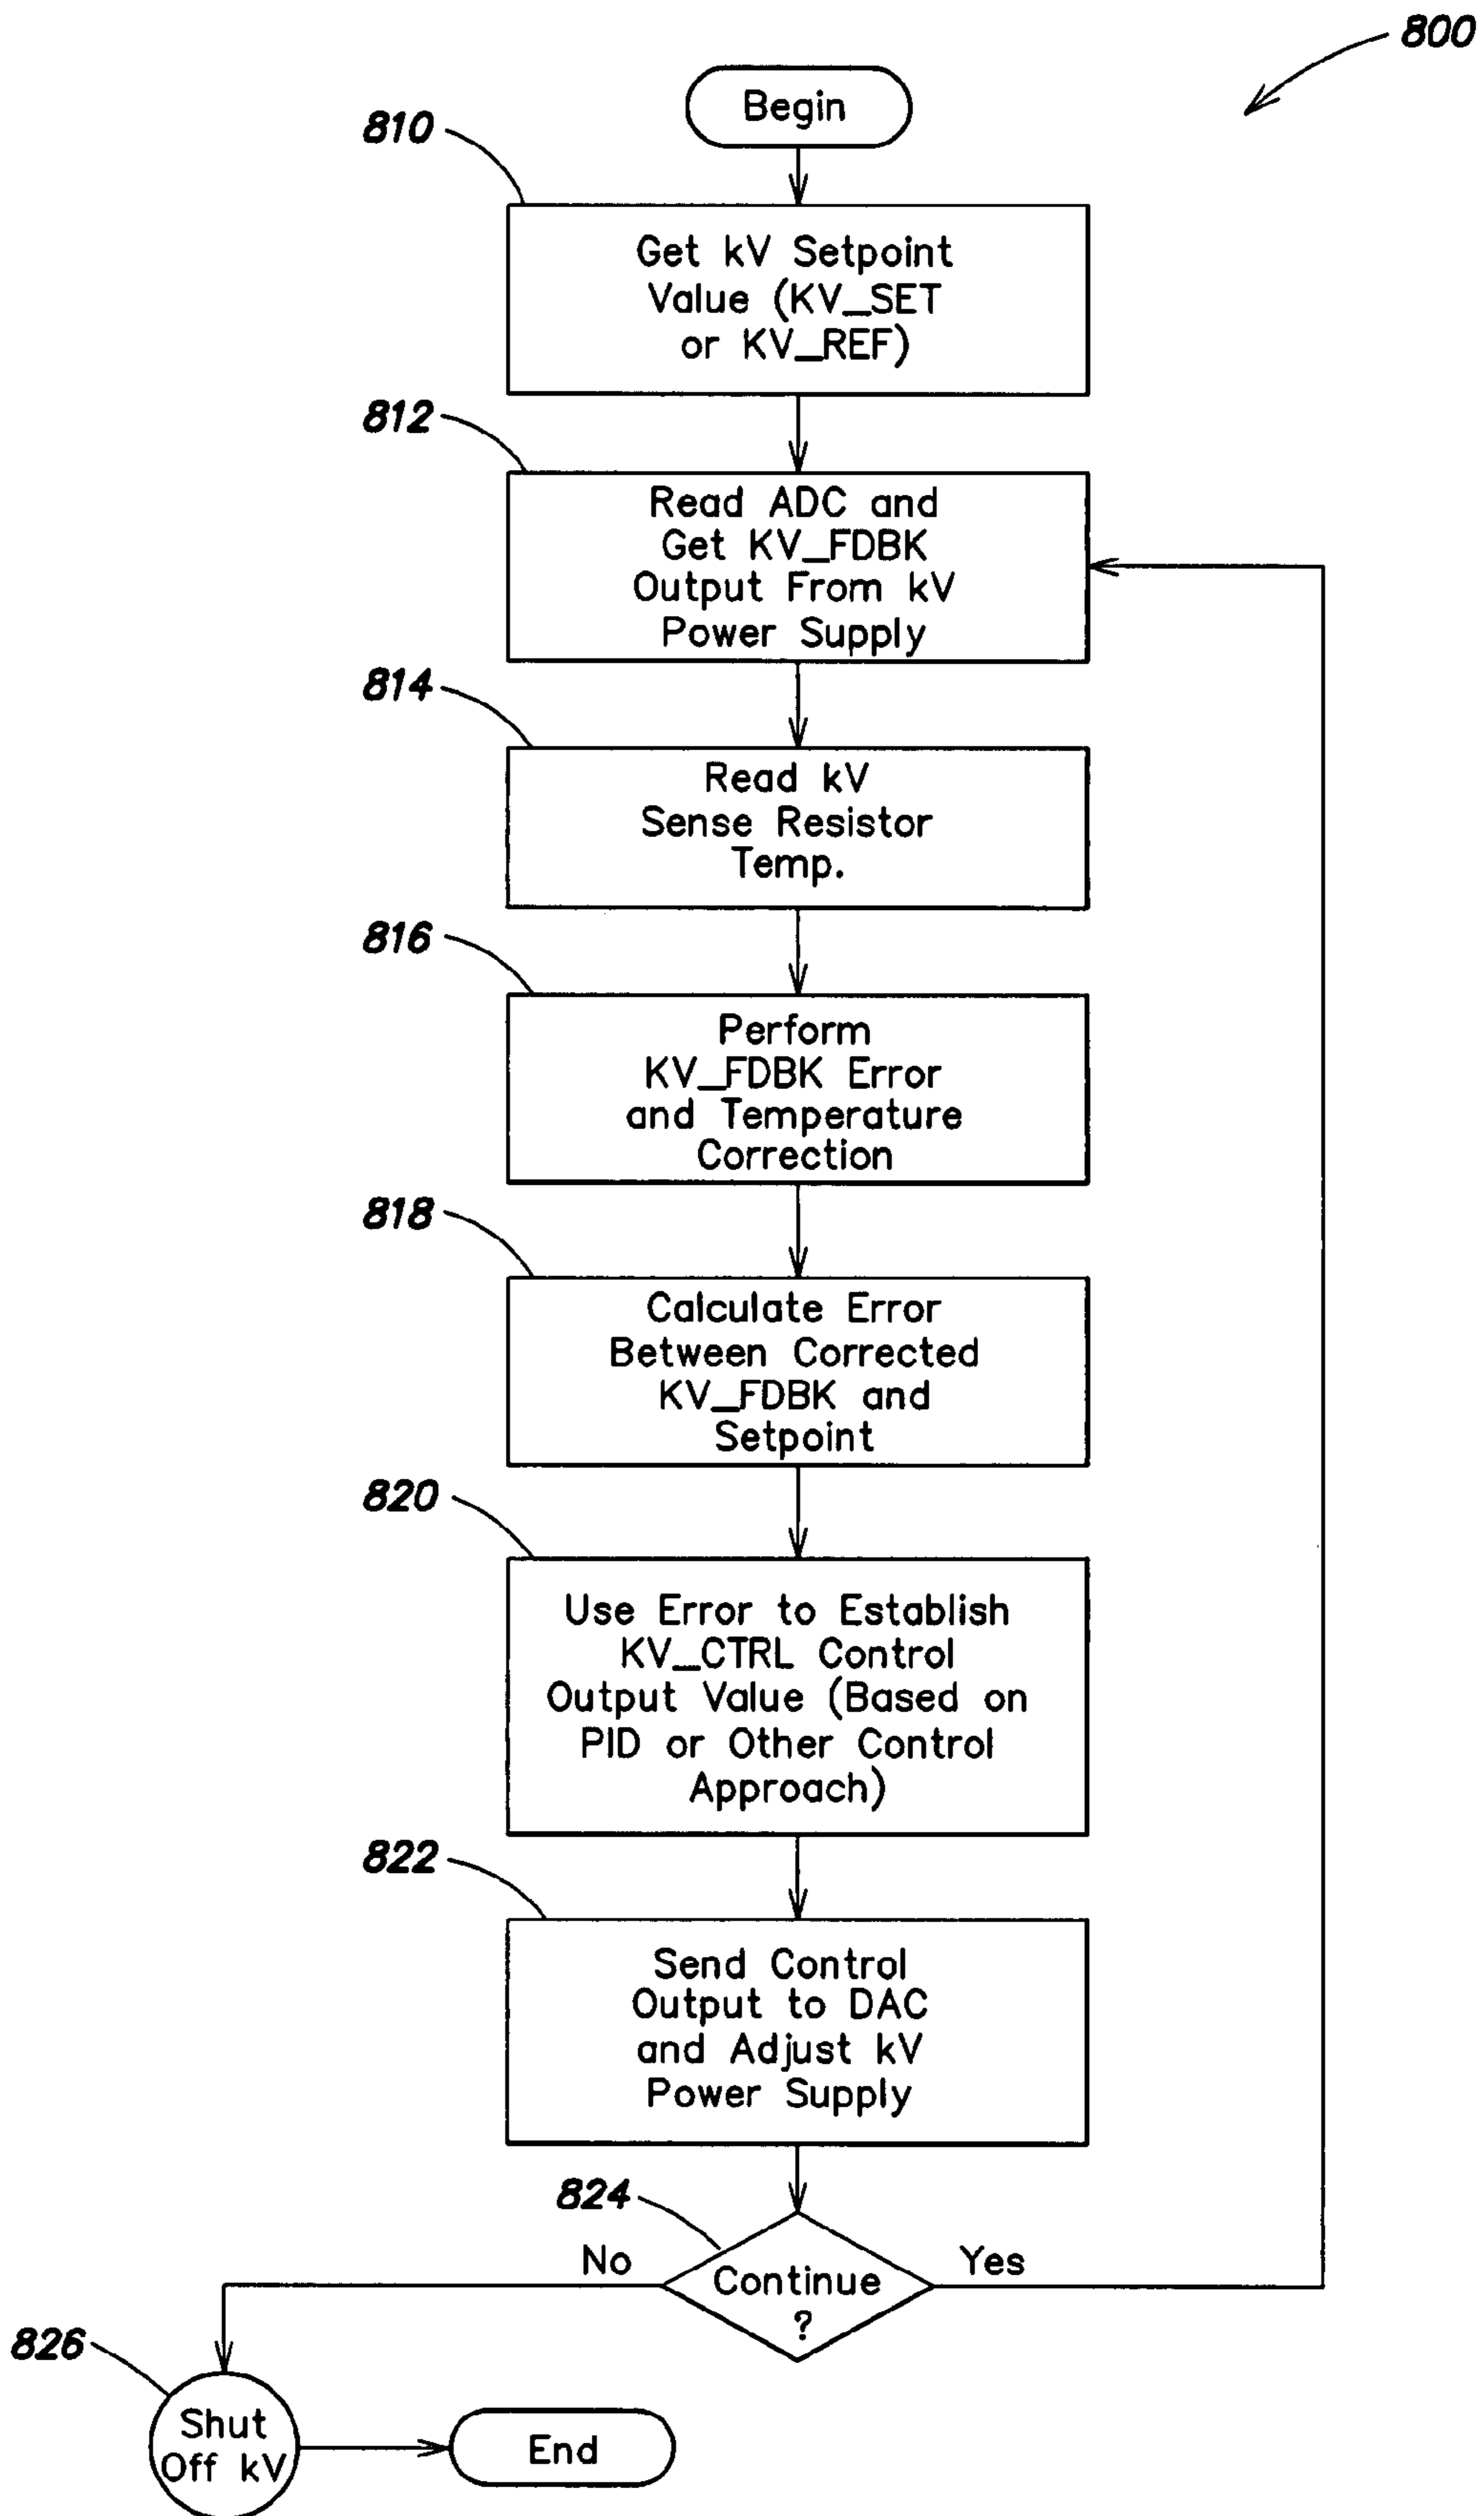 800
Begin
810
Get kV Setpoint
Value (KV_SET
or KV_REF)
812
Read ADC and
Get KV_FDBK
Output From kV
Power Supply
814
Read kV
Sense Resistor
Temp.
816
Perform
KV_FDBK Error
and Temperature
Correction
818
Calculate Error
Between Corrected
KV_FDBK and
Setpoint
820
Use Error to Establish
KV_CTRL Control
Output Value (Based on
PID or Other Control
Approach)
822
Send Control
Output to DAC
and Adjust kV
Power Supply
824
No
Continue
?
Yes
826
Shut
Off kV
End